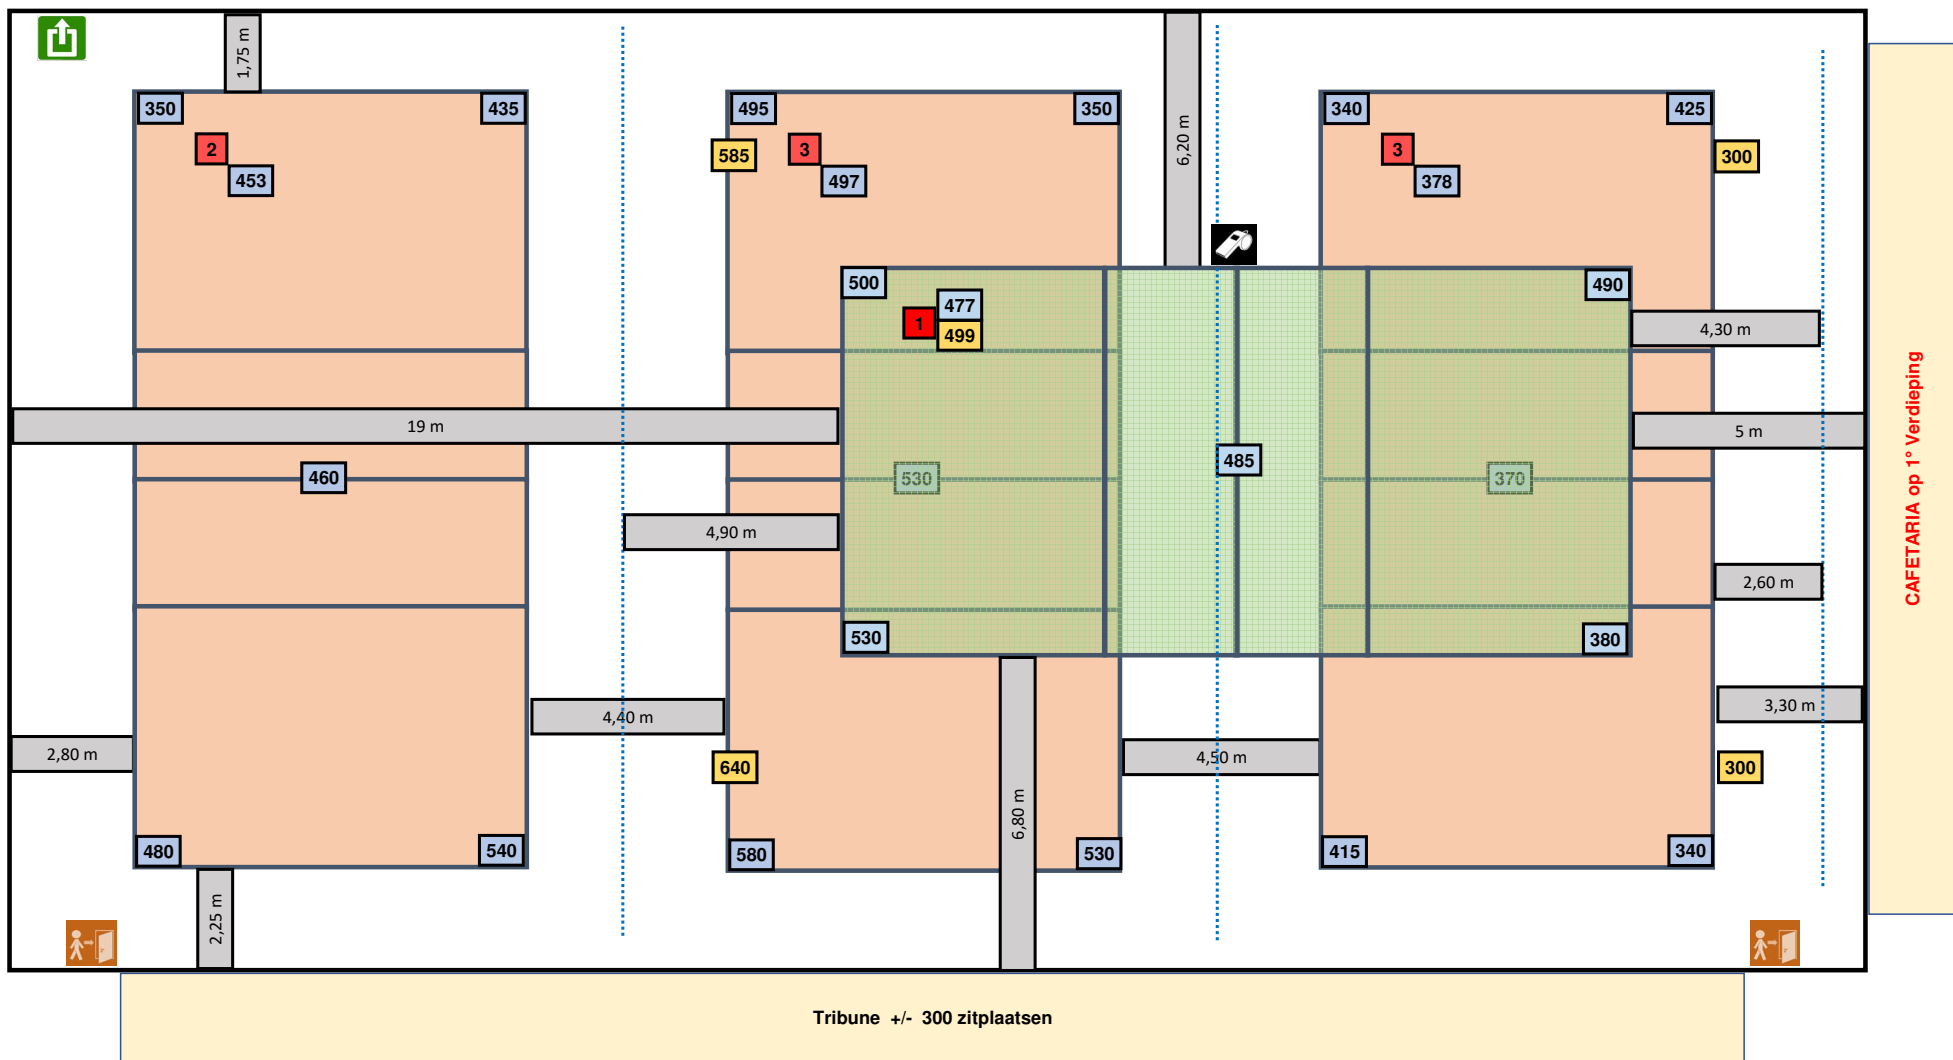 1,75 m
6,20 m
350
435
495
350
340
425
2
453
585
3
497
3
378
300
500
490
1
477
499
4,30 m
19 m
5 m
460
530
485
370
4,90 m
2,60 m
530
380
4,40 m
3,30 m
2,80 m
4,50 m
640
300
6,80 m
480
540
580
530
415
340
2,25 m
CAFETARIA op 1° Verdieping
Tribune +/- 300 zitplaatsen